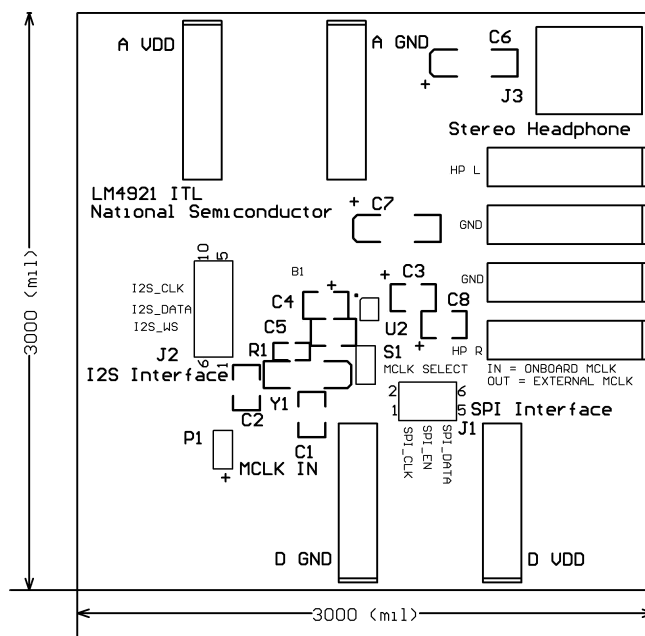 A VDD
A GND
C6
+
J3
Stereo Headphone
HP L
LM4921 ITL
National Semiconductor
+ C7
GND
10
5
B1
I2S_CLK
I2S_DATA
I2S_WS
C4
+
+ C3
GND
C8
C5
U2
+
R1
S1
HP R
J2
6
1
I2S Interface
MCLK SELECT
IN = ONBOARD MCLK
OUT = EXTERNAL MCLK
2
6
1
5
SPI Interface
J1
Y1
C2
C1
P1
+
MCLK IN
SPI_CLK
SPI_EN
SPI_DATA
D GND
D VDD
3000 (mil)
3000 (mil)